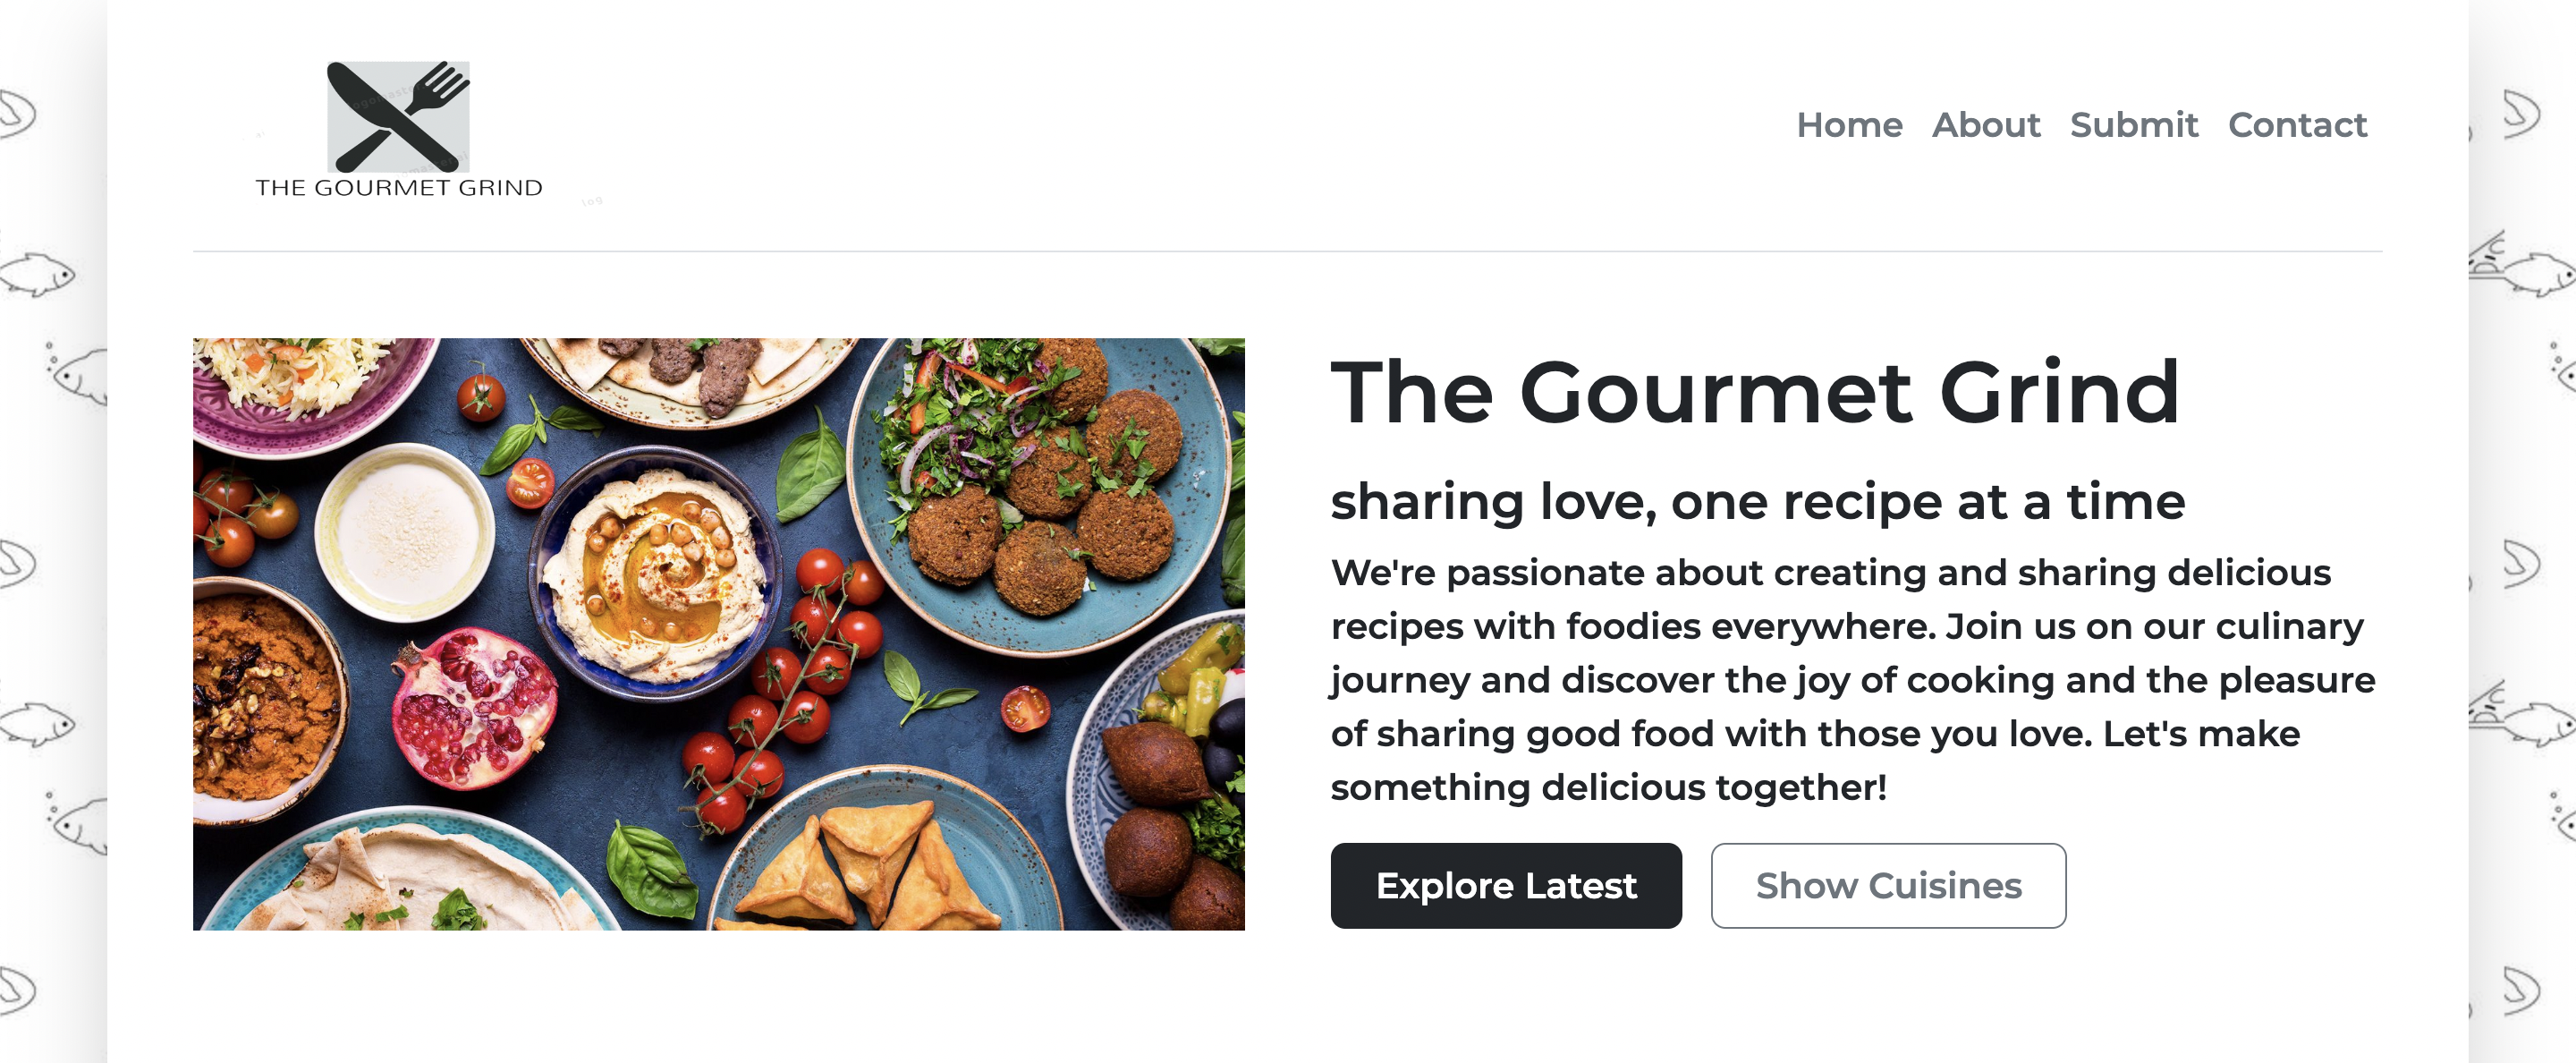 THE GOURMET GRIND
Home About Submit Contact
The Gourmet Grind
sharing love, one recipe at a time
We're passionate about creating and sharing delicious
recipes with foodies everywhere. Join us on our culinary
journey and discover the joy of cooking and the pleasure
of sharing good food with those you love. Let's make
something delicious together!
Explore Latest Show Cuisines